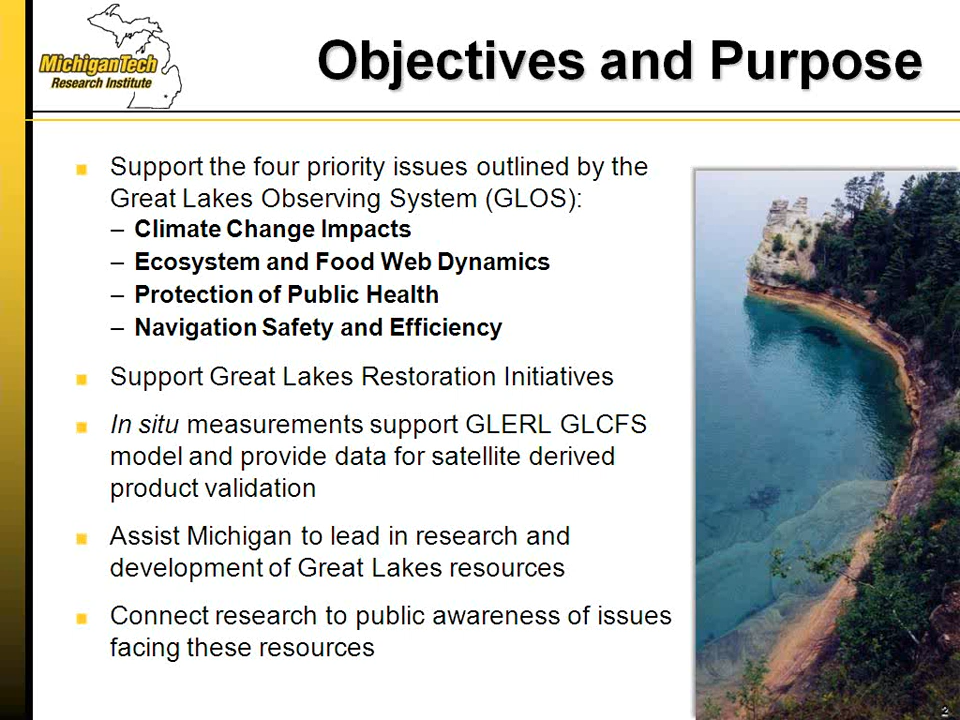 MichiganTech
Research Institute
Objectives and Purpose
Support the four priority issues outlined by the
Great Lakes Observing System (GLOS):
– Climate Change Impacts
– Ecosystem and Food Web Dynamics
– Protection of Public Health
– Navigation Safety and Efficiency
Support Great Lakes Restoration Initiatives
In situ measurements support GLERL GLCFS
model and provide data for satellite derived
product validation
Assist Michigan to lead in research and
development of Great Lakes resources
Connect research to public awareness of issues
facing these resources
2